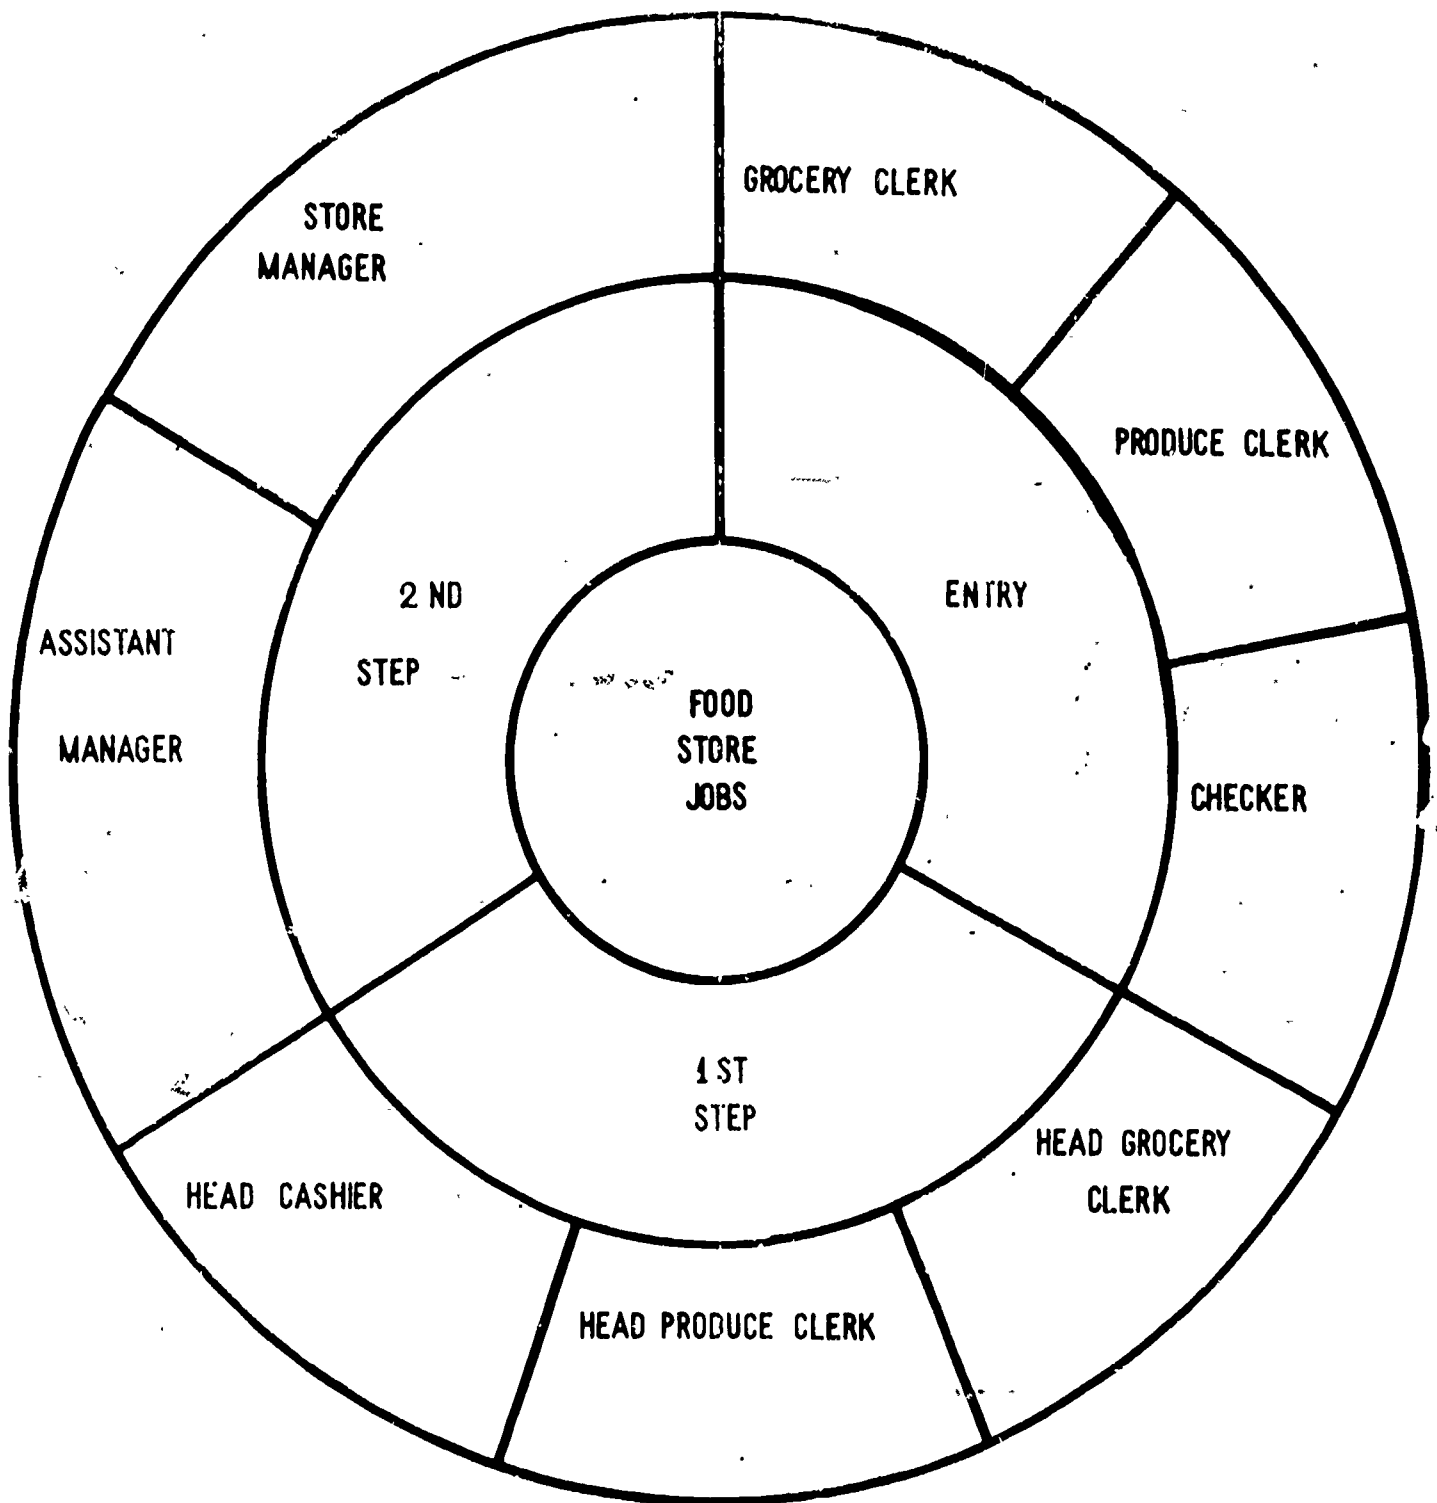 GROCERY CLERK
STORE
MANAGER
PRODUCE CLERK
2 ND
STEP
ENTRY
ASSISTANT
MANAGER
FOOD
STORE
JOBS
CHECKER
1 ST
STEP
HEAD GROCERY
CLERK
HEAD CASHIER
HEAD PRODUCE CLERK